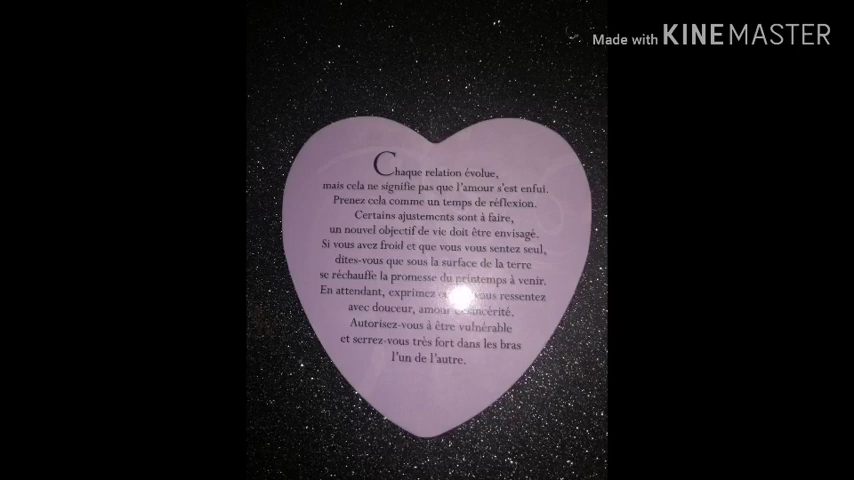 Made with KINEMASTER
Chaque relation évolue,
mais cela ne signifie pas que l'amour s'est enfui.
Prenez cela comme un temps de réflexion.
Certains ajustements sont à faire,
un nouvel objectif de vie doit être envisagé.
Si vous avez froid et que vous vous sentez seul,
dites-vous que sous la surface de la terre
se réchauffe la promesse du printemps à venir.
En attendant, exprimez vous ressentez
avec douceur, amour sincérité.
Autorisez-vous à être vulnérable
et serrez-vous très fort dans les bras
l'un de l'autre.